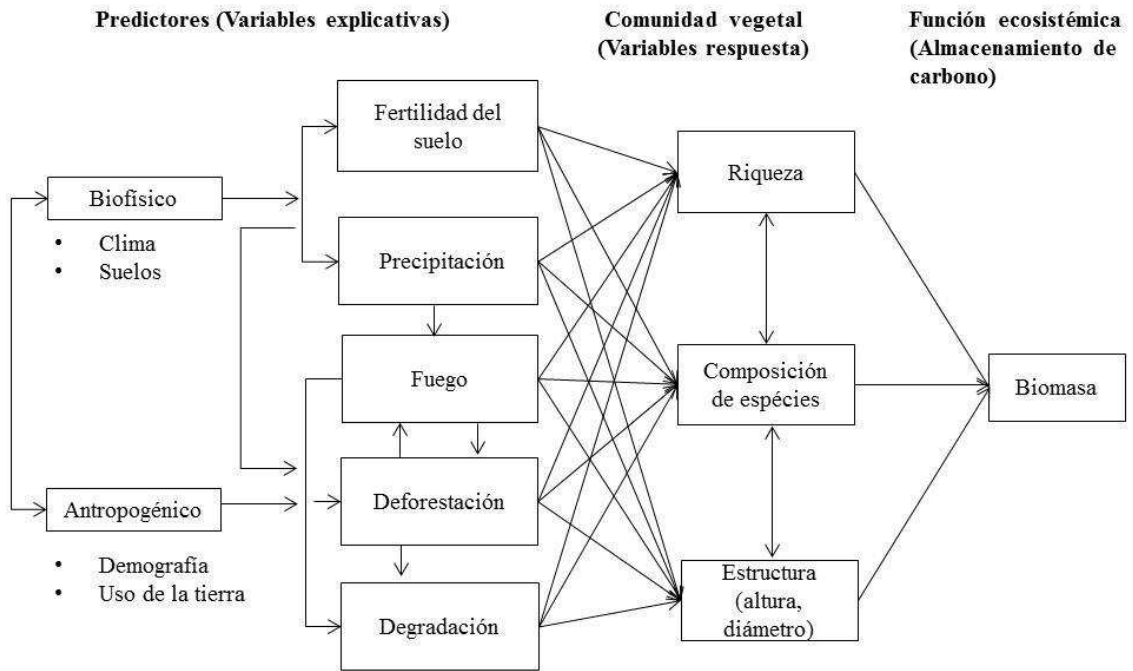 Predictores (Variables explicativas)
Comunidad vegetal
(Variables respuesta)
Función ecosistémica
(Almacenamiento de
carbono)
Biofísico
• Clima
• Suelos
Antropogénico
• Demografía
• Uso de la tierra
Fertilidad del
suelo
Precipitación
Fuego
Deforestación
Degradación
Riqueza
Composición
de espécies
Estructura
(altura,
diámetro)
Biomasa